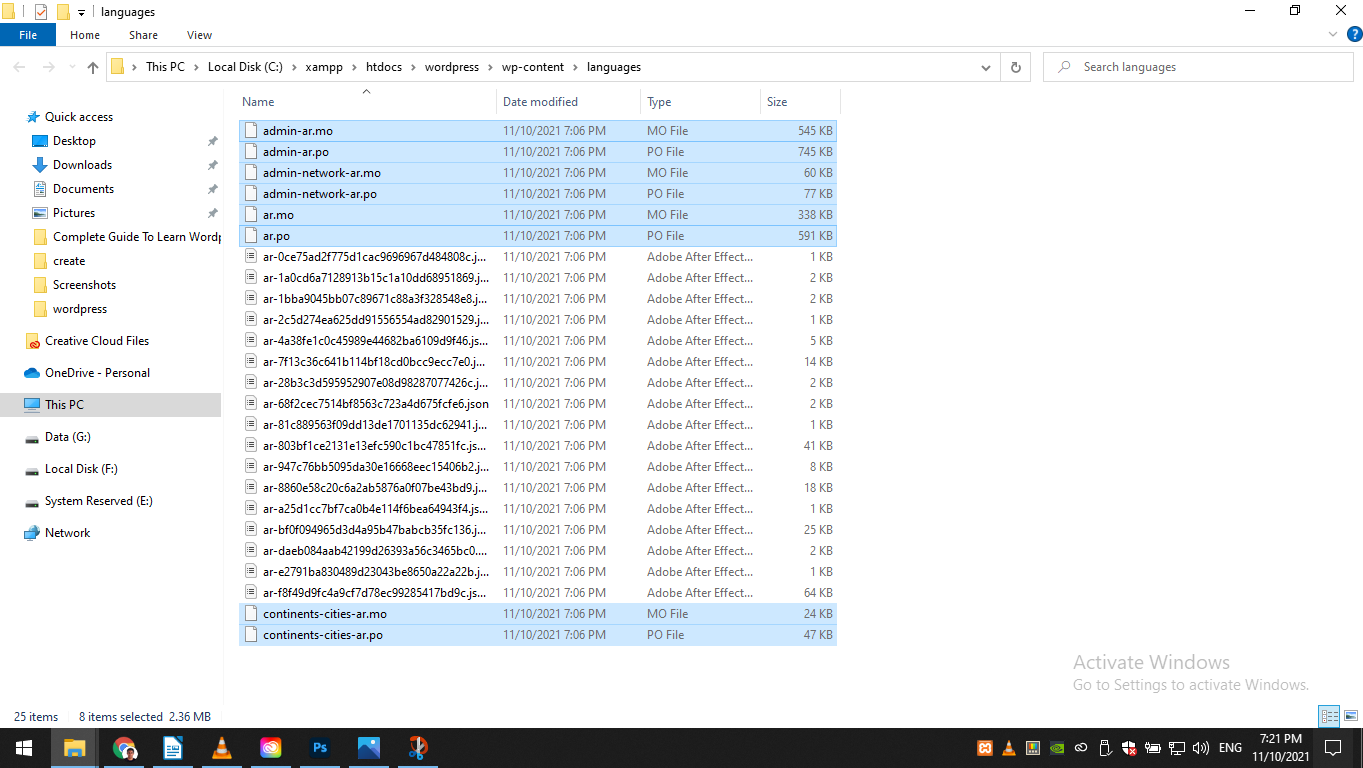 languages
File Home Share View
This PC Local Disk (C:) xampp htdocs wordpress wp-content languages
Search languages
Name Date modified Type Size
Quick access
Desktop
Downloads
Documents
Pictures
Complete Guide To Learn Wordp
create
Screenshots
wordpress
Creative Cloud Files
OneDrive - Personal
This PC
Data (G:)
Local Disk (F:)
System Reserved (E:)
Network
admin-ar.mo 11/10/2021 7:06 PM MO File 545 KB
admin-ar.po 11/10/2021 7:06 PM PO File 745 KB
admin-network-ar.mo 11/10/2021 7:06 PM MO File 60 KB
admin-network-ar.po 11/10/2021 7:06 PM PO File 77 KB
ar.mo 11/10/2021 7:06 PM MO File 338 KB
ar.po 11/10/2021 7:06 PM PO File 591 KB
ar-0ce75ad2f775d1cac9696967d484808c.j... 11/10/2021 7:06 PM Adobe After Effect... 1 KB
ar-1a0cd6a7128913b15c1a10dd68951869.j... 11/10/2021 7:06 PM Adobe After Effect... 2 KB
ar-1bba9045bb07c89671c88a3f328548e8.j... 11/10/2021 7:06 PM Adobe After Effect... 2 KB
ar-2c5d274ea625dd91556554ad82901529.j... 11/10/2021 7:06 PM Adobe After Effect... 1 KB
ar-4a38fe1c0c45989e44682ba6109d9f46.js... 11/10/2021 7:06 PM Adobe After Effect... 5 KB
ar-7f13c36c641b114bf18cd0bcc9ecc7e0.j... 11/10/2021 7:06 PM Adobe After Effect... 14 KB
ar-28b3c3d595952907e08d98287077426c.j... 11/10/2021 7:06 PM Adobe After Effect... 2 KB
ar-68f2cec7514bf8563c723a4d675fcfe6.json 11/10/2021 7:06 PM Adobe After Effect... 2 KB
ar-81c889563f09dd13de1701135dc62941.j... 11/10/2021 7:06 PM Adobe After Effect... 1 KB
ar-803bf1ce2131e13efc590c1bc47851fc.js... 11/10/2021 7:06 PM Adobe After Effect... 41 KB
ar-947c76bb5095da30e16668eec15406b2.j... 11/10/2021 7:06 PM Adobe After Effect... 8 KB
ar-8860e58c20c6a2ab5876a0f07be43bd9.j... 11/10/2021 7:06 PM Adobe After Effect... 18 KB
ar-a25d1cc7bf7ca0b4e114f6bea64943f4.js... 11/10/2021 7:06 PM Adobe After Effect... 1 KB
ar-bf0f094965d3d4a95b47babcb35fc136.j... 11/10/2021 7:06 PM Adobe After Effect... 25 KB
ar-daeb084aab42199d26393a56c3465bc0.... 11/10/2021 7:06 PM Adobe After Effect... 2 KB
ar-e2791ba830489d23043be8650a22a22b.j... 11/10/2021 7:06 PM Adobe After Effect... 1 KB
ar-f8f49d9fc4a9cf7d78ec99285417bd9c.js... 11/10/2021 7:06 PM Adobe After Effect... 64 KB
continents-cities-ar.mo 11/10/2021 7:06 PM MO File 24 KB
continents-cities-ar.po 11/10/2021 7:06 PM PO File 47 KB
Activate Windows
Go to Settings to activate Windows.
25 items 8 items selected 2.36 MB
Ps
ENG
7:21 PM
11/10/2021